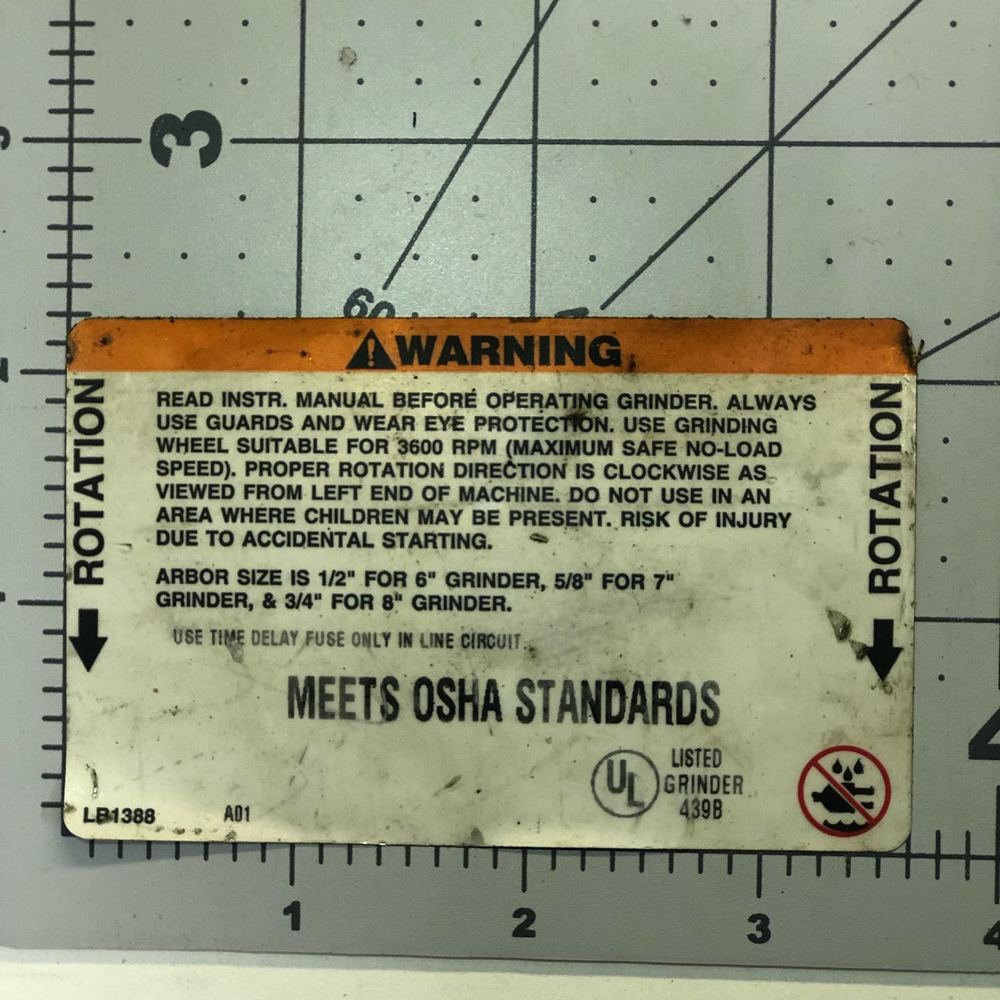 3
60
WARNING
ROTATION
READ INSTR. MANUAL BEFORE OPERATING GRINDER. ALWAYS
USE GUARDS AND WEAR EYE PROTECTION. USE GRINDING
WHEEL SUITABLE FOR 3600 RPM (MAXIMUM SAFE NO-LOAD
SPEED). PROPER ROTATION DIRECTION IS CLOCKWISE AS
VIEWED FROM LEFT END OF MACHINE. DO NOT USE IN AN
AREA WHERE CHILDREN MAY BE PRESENT. RISK OF INJURY
DUE TO ACCIDENTAL STARTING.
ARBOR SIZE IS 1/2" FOR 6" GRINDER, 5/8" FOR 7"
GRINDER, & 3/4" FOR 8" GRINDER.
ROTATION
USE TIME DELAY FUSE ONLY IN LINE CIRCUIT.
MEETS OSHA STANDARDS
UL
LISTED
GRINDER
439B
LB1388 A01
1 2 3 4